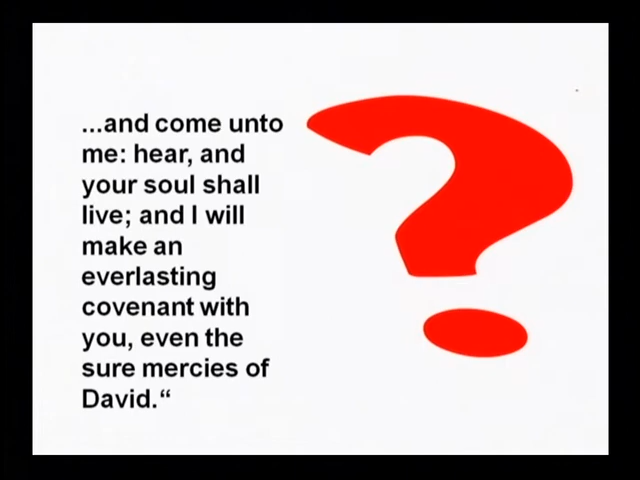 ...and come unto
me: hear, and
your soul shall
live; and I will
make an
everlasting
covenant with
you, even the
sure mercies of
David.“